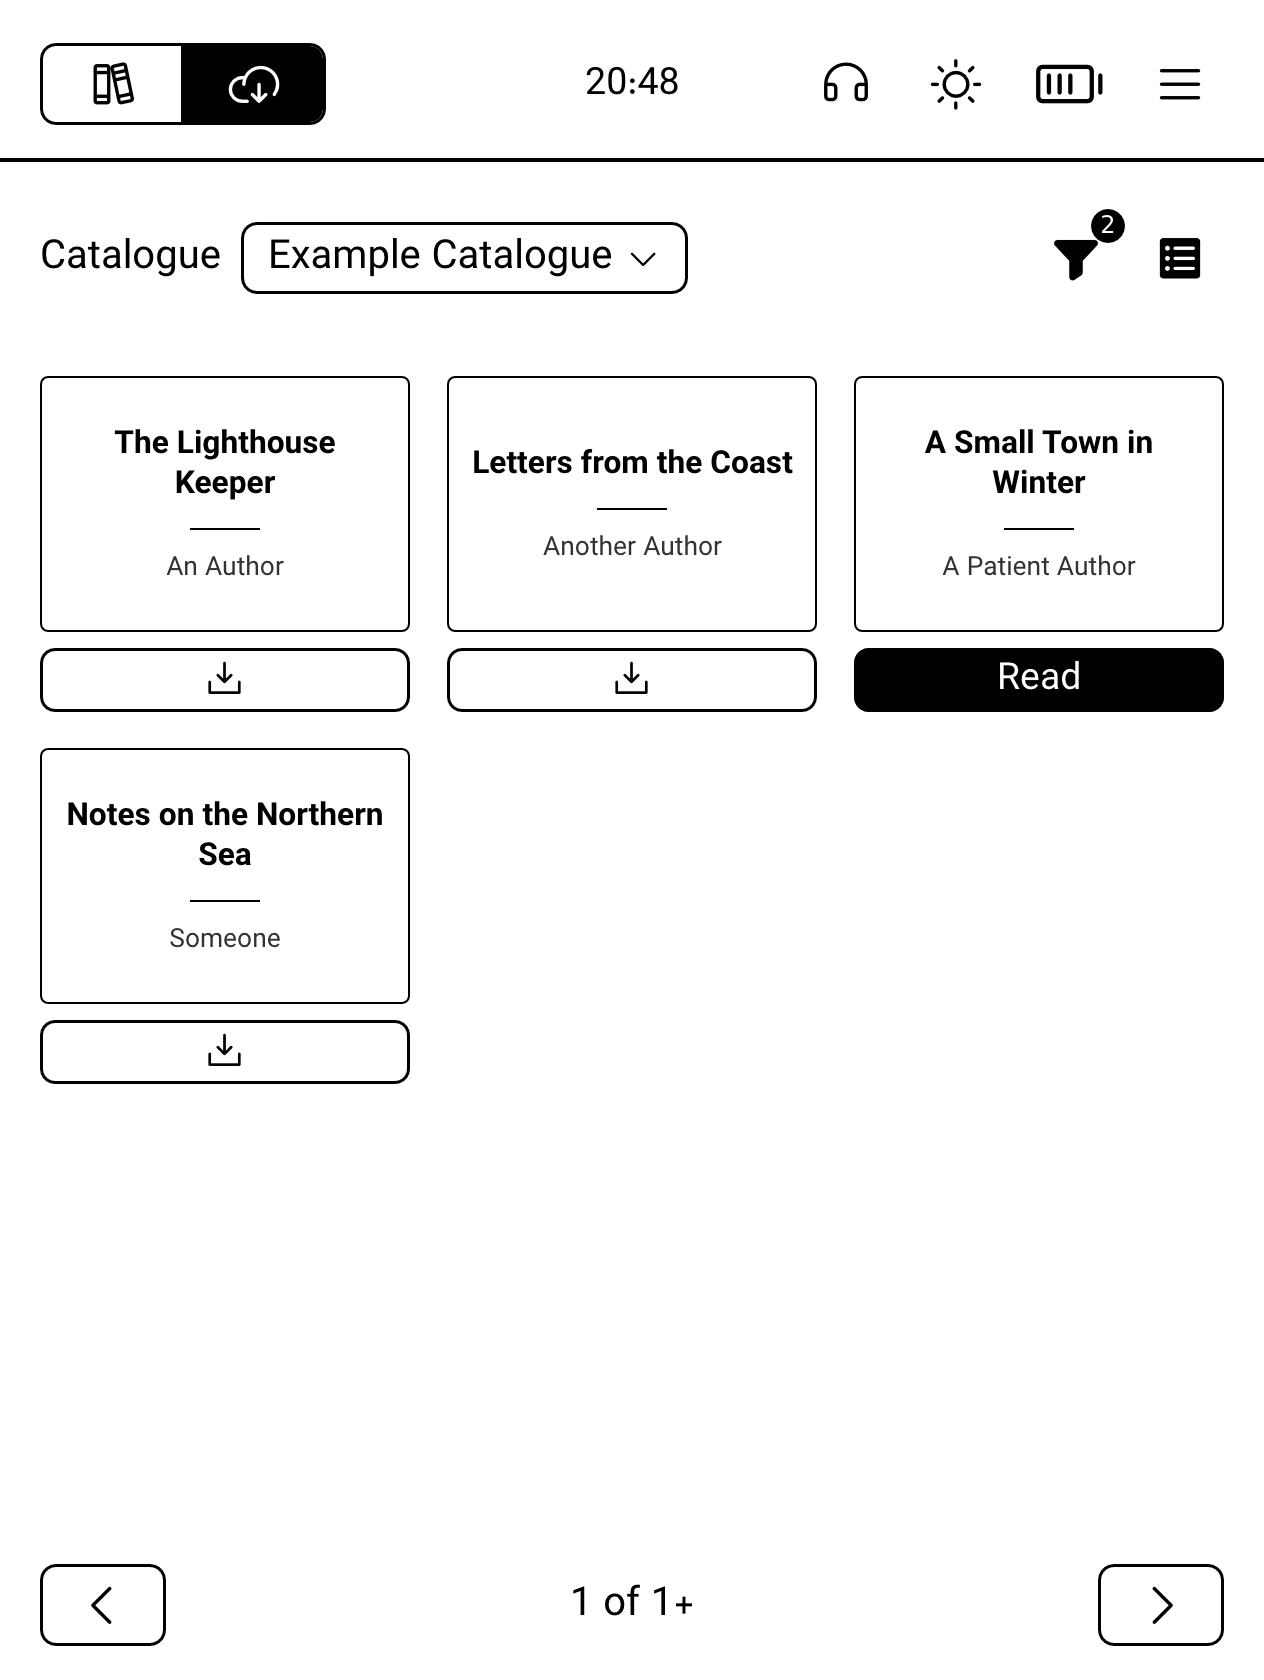 20:48
Catalogue
Example Catalogue
2
The Lighthouse
Keeper
An Author
Letters from the Coast
Another Author
A Small Town in
Winter
A Patient Author
Read
Notes on the Northern
Sea
Someone
1 of 1+